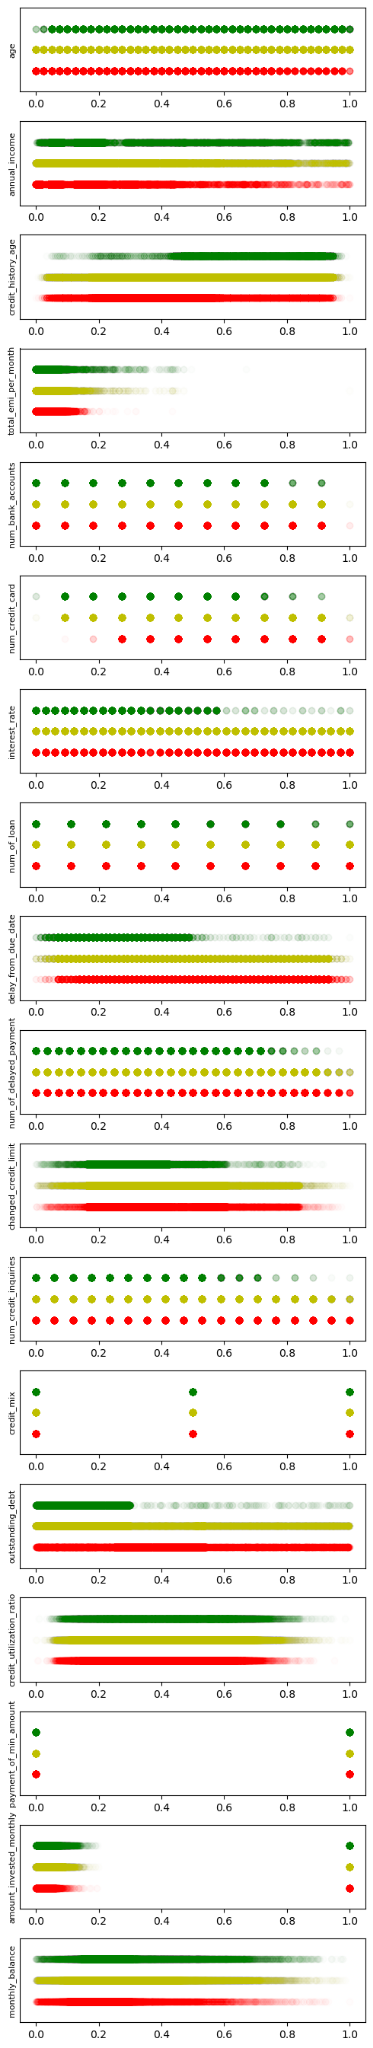 age
0.0 0.2 0.4 0.6 0.8 1.0
annual_income
0.0 0.2 0.4 0.6 0.8 1.0
credit_history_age
0.0 0.2 0.4 0.6 0.8 1.0
total_emi_per_month
0.0 0.2 0.4 0.6 0.8 1.0
num_bank_accounts
0.0 0.2 0.4 0.6 0.8 1.0
num_credit_card
0.0 0.2 0.4 0.6 0.8 1.0
interest_rate
0.0 0.2 0.4 0.6 0.8 1.0
num_of_loan
0.0 0.2 0.4 0.6 0.8 1.0
delay_from_due_date
0.0 0.2 0.4 0.6 0.8 1.0
num_of_delayed_payment
0.0 0.2 0.4 0.6 0.8 1.0
changed_credit_limit
0.0 0.2 0.4 0.6 0.8 1.0
num_credit_inquiries
0.0 0.2 0.4 0.6 0.8 1.0
credit_mix
0.0 0.2 0.4 0.6 0.8 1.0
outstanding_debt
0.0 0.2 0.4 0.6 0.8 1.0
credit_utilization_ratio
0.0 0.2 0.4 0.6 0.8 1.0
payment_of_min_amount
0.0 0.2 0.4 0.6 0.8 1.0
amount_invested_monthly
0.0 0.2 0.4 0.6 0.8 1.0
monthly_balance
0.0 0.2 0.4 0.6 0.8 1.0